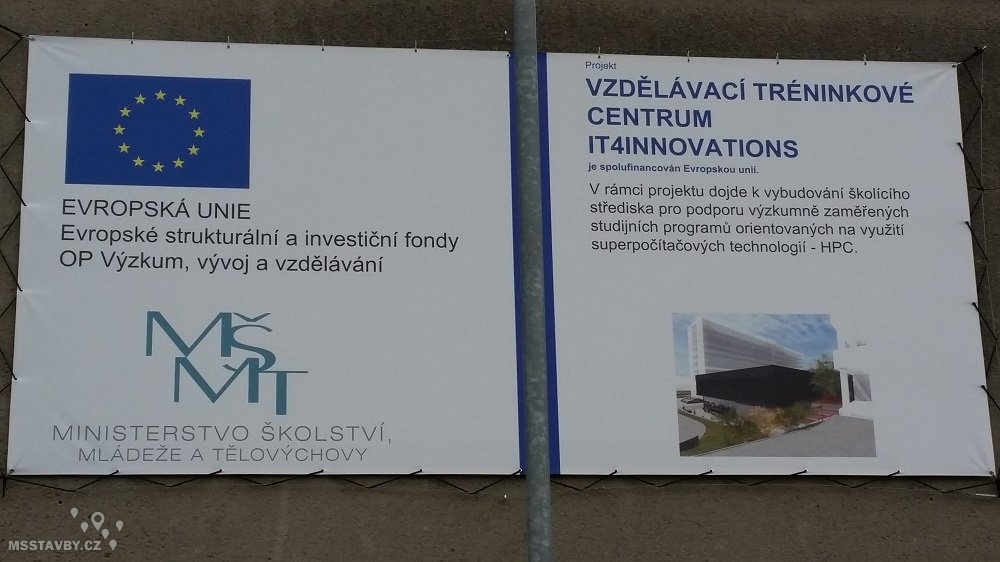 EVROPSKÁ UNIE
Evropské strukturální a investiční fondy
OP Výzkum, vývoj a vzdělávání
MŠ
MT
MINISTERSTVO ŠKOLSTVÍ,
MLÁDEŽE A TĚLOVÝCHOVY
Projekt
VZDĚLÁVACÍ TRÉNINKOVÉ
CENTRUM
IT4INNOVATIONS
je spolufinancován Evropskou unií.
V rámci projektu dojde k vybudování školícího
střediska pro podporu výzkumně zaměřených
studijních programů orientovaných na využití
superpočítačových technologií - HPC.
MSSTAVBY.CZ